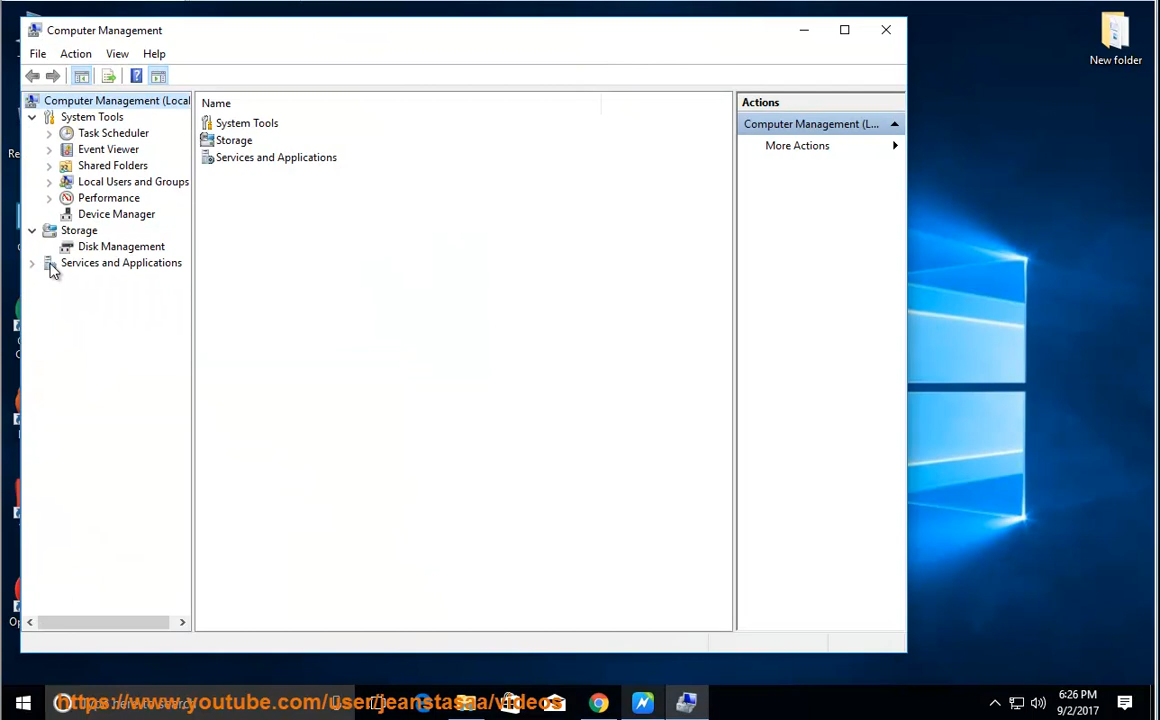 Computer Management
File Action View Help
New folder
Computer Management (Local
System Tools
Task Scheduler
Event Viewer
Shared Folders
Local Users and Groups
Performance
Device Manager
Storage
Disk Management
Services and Applications
Name
System Tools
Storage
Services and Applications
Actions
Computer Management (L...
More Actions
https://www.youtube.com/user/jeanstasaa/videos
6:26 PM
9/2/2017